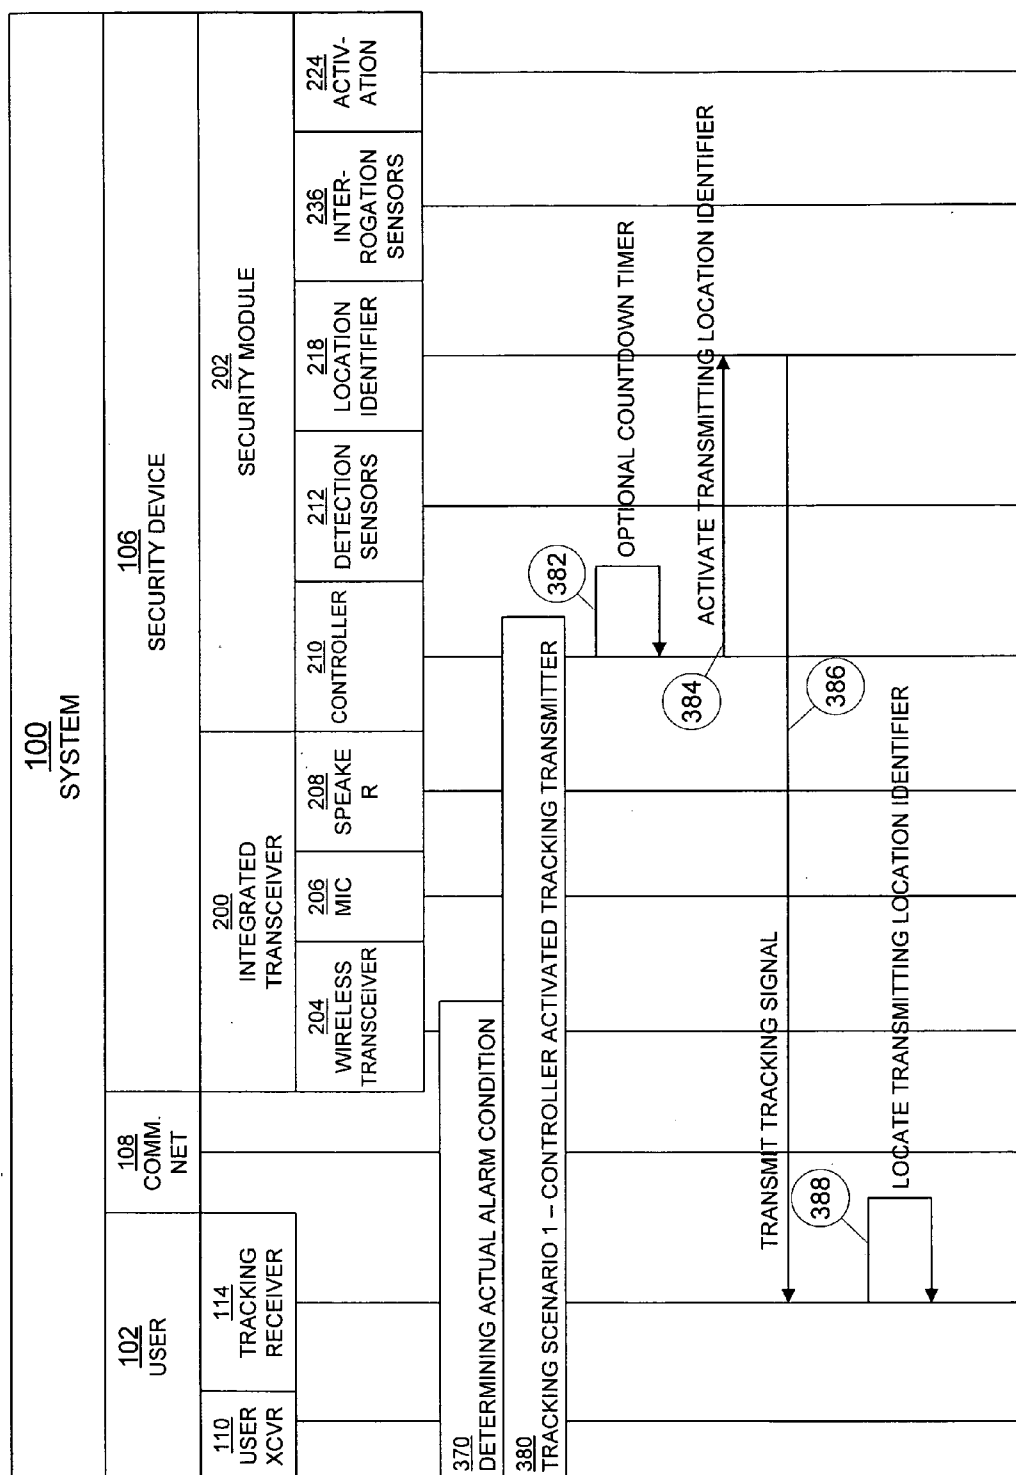 100
SYSTEM
102
USER
108
COMM.
NET
106
SECURITY DEVICE
110
USER
XCVR
114
TRACKING
RECEIVER
200
INTEGRATED
TRANSCEIVER
202
SECURITY MODULE
204
WIRELESS
TRANSCEIVER
206
MIC
208
SPEAKE
R
210
CONTROLLER
212
DETECTION
SENSORS
218
LOCATION
IDENTIFIER
236
INTER-
ROGATION
SENSORS
224
ACTIV-
ATION
370
DETERMINING ACTUAL ALARM CONDITION
380
TRACKING SCENARIO 1 – CONTROLLER ACTIVATED TRACKING TRANSMITTER
382
OPTIONAL COUNTDOWN TIMER
384
ACTIVATE TRANSMITTING LOCATION IDENTIFIER
TRANSMIT TRACKING SIGNAL
386
388
LOCATE TRANSMITTING LOCATION IDENTIFIER